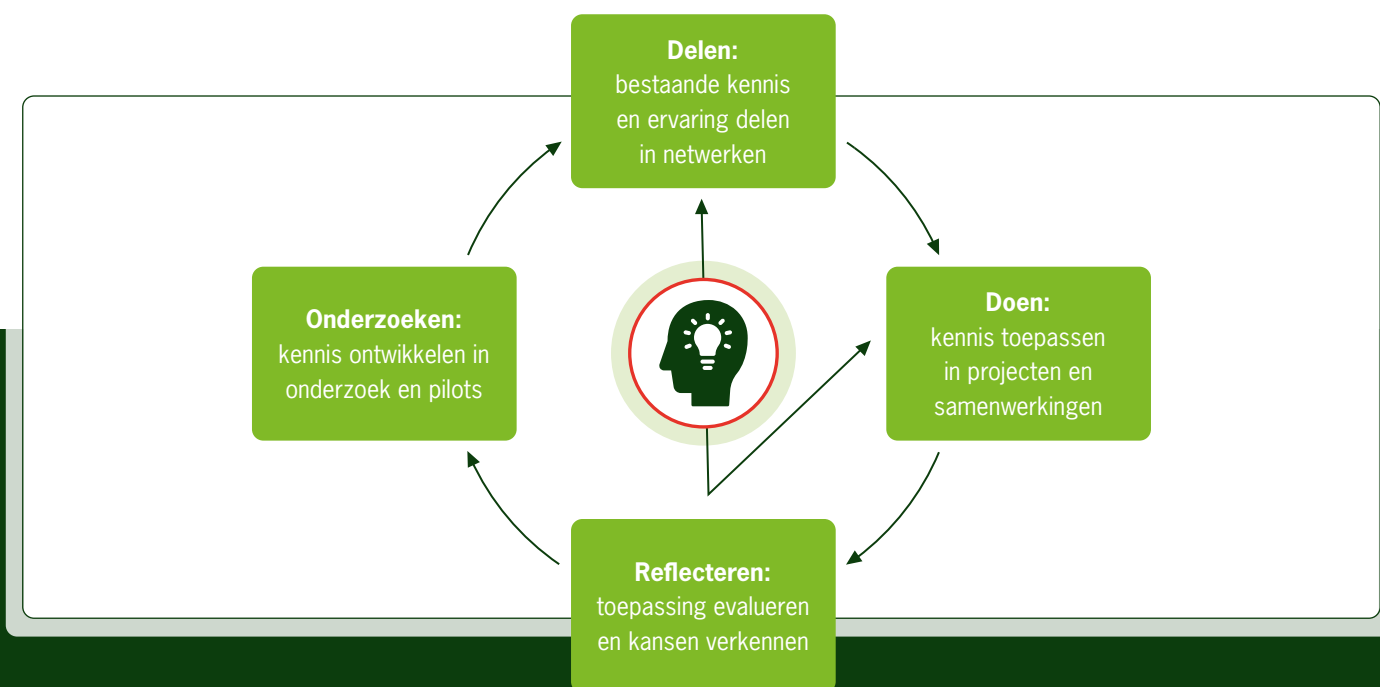 Delen:
bestaande kennis
en ervaring delen
in netwerken
Doen:
kennis toepassen
in projecten en
samenwerkingen
Reflecteren:
toepassing evalueren
en kansen verkennen
Onderzoeken:
kennis ontwikkelen in
onderzoek en pilots